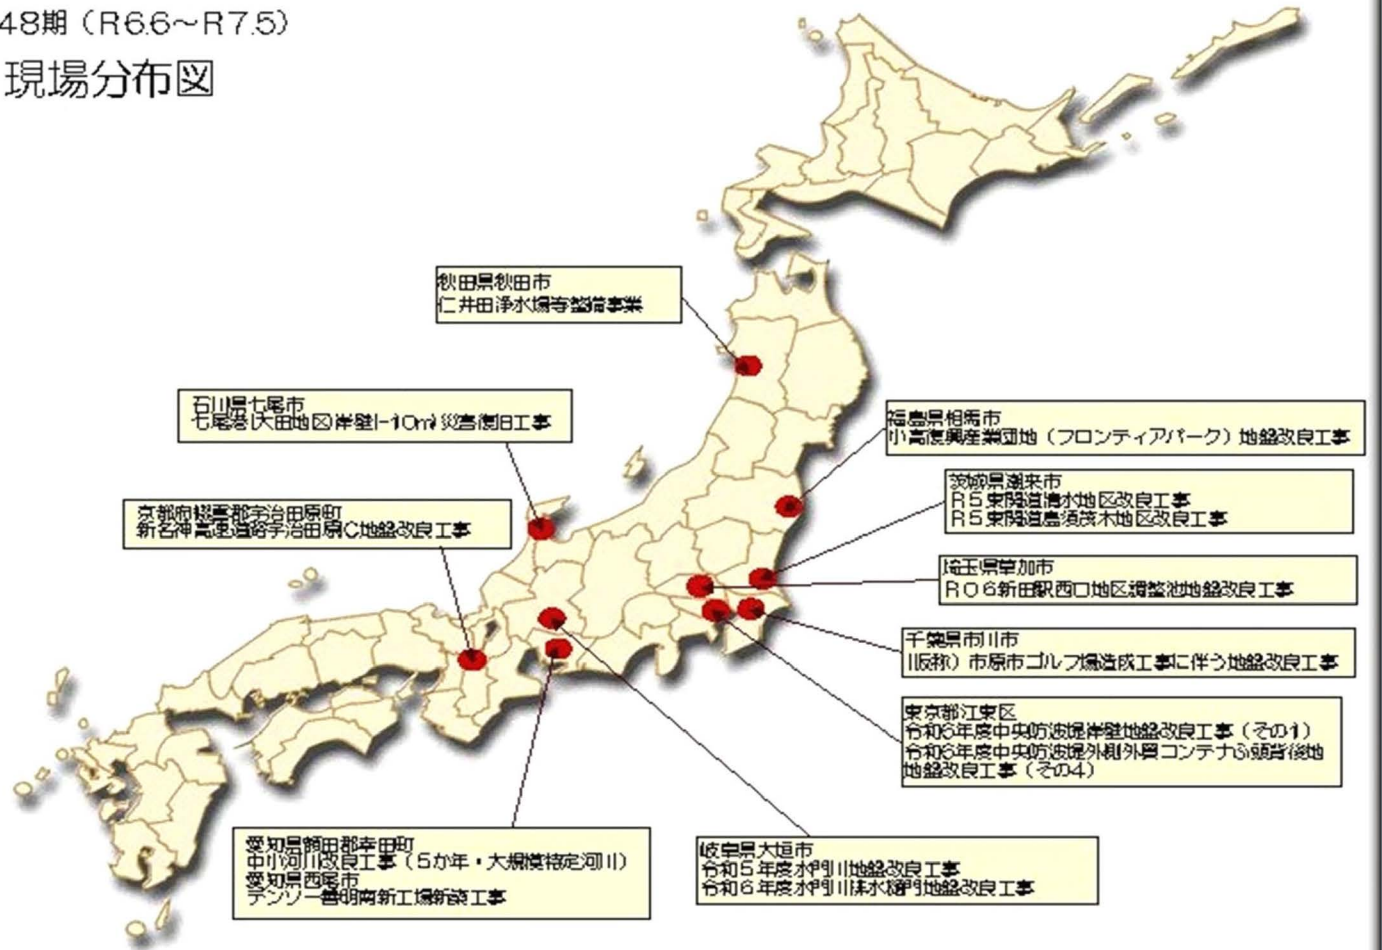 48期（R6.6～R7.5）
現場分布図
秋田県秋田市
仁井田浄水場等整備事業
石川県七尾市
七尾港(大田地区)岸壁(-10m)災害復旧工事
福島県相馬市
小高復興産業団地（フロンティアパーク）地盤改良工事
茨城県潮来市
R５東関道清水地区改良工事
R５東関道島須茂木地区改良工事
京都府綴喜郡宇治田原町
新名神高速道路宇治田原IC地盤改良工事
埼玉県草加市
RO６新田駅西口地区調整池地盤改良工事
千葉県市川市
(仮称）市原市ゴルフ場造成工事に伴う地盤改良工事
東京都江東区
令和6年度中央防波堤岸壁地盤改良工事（その1）
令和6年度中央防波堤外側外貿コンテナふ頭背後地
地盤改良工事（その4）
愛知県額田郡幸田町
中小河川改良工事（５か年・大規模特定河川）
愛知県西尾市
デンソー善明南新工場新築工事
岐阜県大垣市
令和５年度水門川地盤改良工事
令和６年度水門川排水樋門地盤改良工事